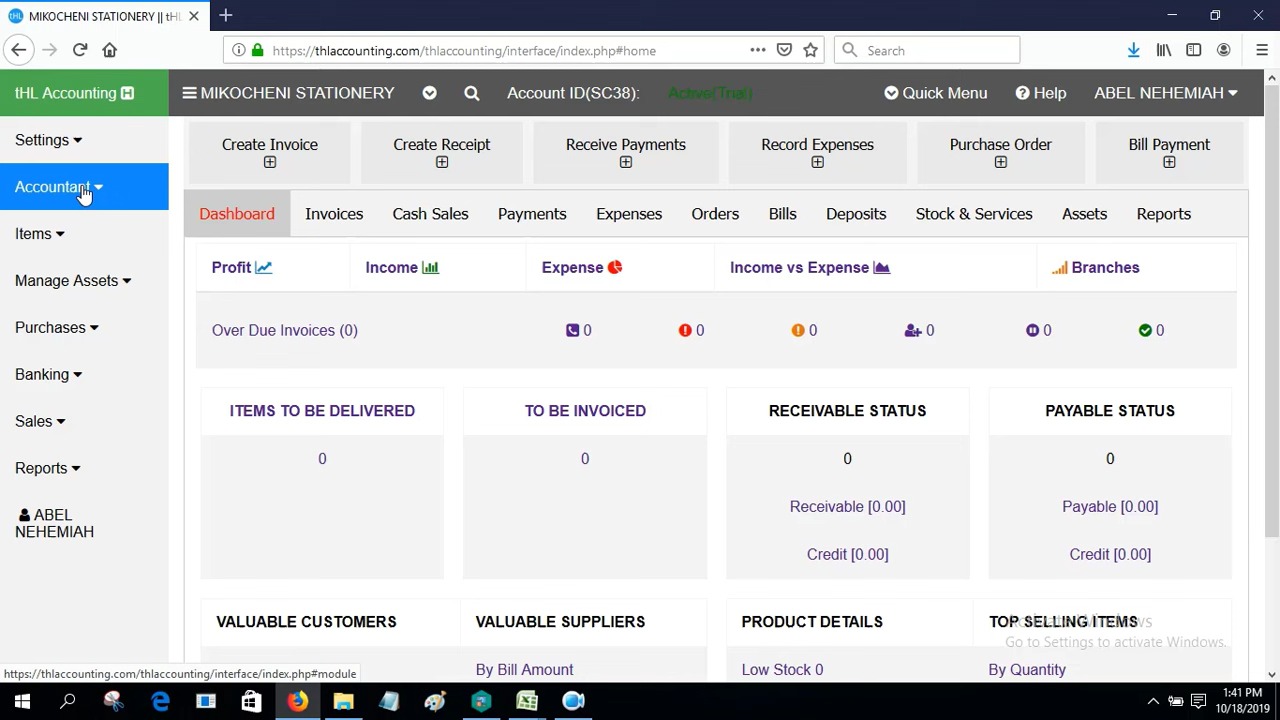 MIKOCHENI STATIONERY || tHL
https://thlaccounting.com/thlaccounting/interface/index.php#home
Search
tHL Accounting
MIKOCHENI STATIONERY
Account ID(SC38):
Active(Trial)
Quick Menu
Help
ABEL NEHEMIAH
Settings
Accountant
Items
Manage Assets
Purchases
Banking
Sales
Reports
ABEL
NEHEMIAH
Create Invoice
Create Receipt
Receive Payments
Record Expenses
Purchase Order
Bill Payment
Dashboard
Invoices
Cash Sales
Payments
Expenses
Orders
Bills
Deposits
Stock & Services
Assets
Reports
Profit
Income
Expense
Income vs Expense
Branches
Over Due Invoices (0)
0
0
0
0
0
0
ITEMS TO BE DELIVERED
0
TO BE INVOICED
0
RECEIVABLE STATUS
0
Receivable [0.00]
Credit [0.00]
PAYABLE STATUS
0
Payable [0.00]
Credit [0.00]
VALUABLE CUSTOMERS
VALUABLE SUPPLIERS
By Bill Amount
PRODUCT DETAILS
Low Stock 0
TOP SELLING ITEMS
By Quantity
Activate Windows
Go to Settings to activate Windows.
https://thlaccounting.com/thlaccounting/interface/index.php#module
1:41 PM
10/18/2019